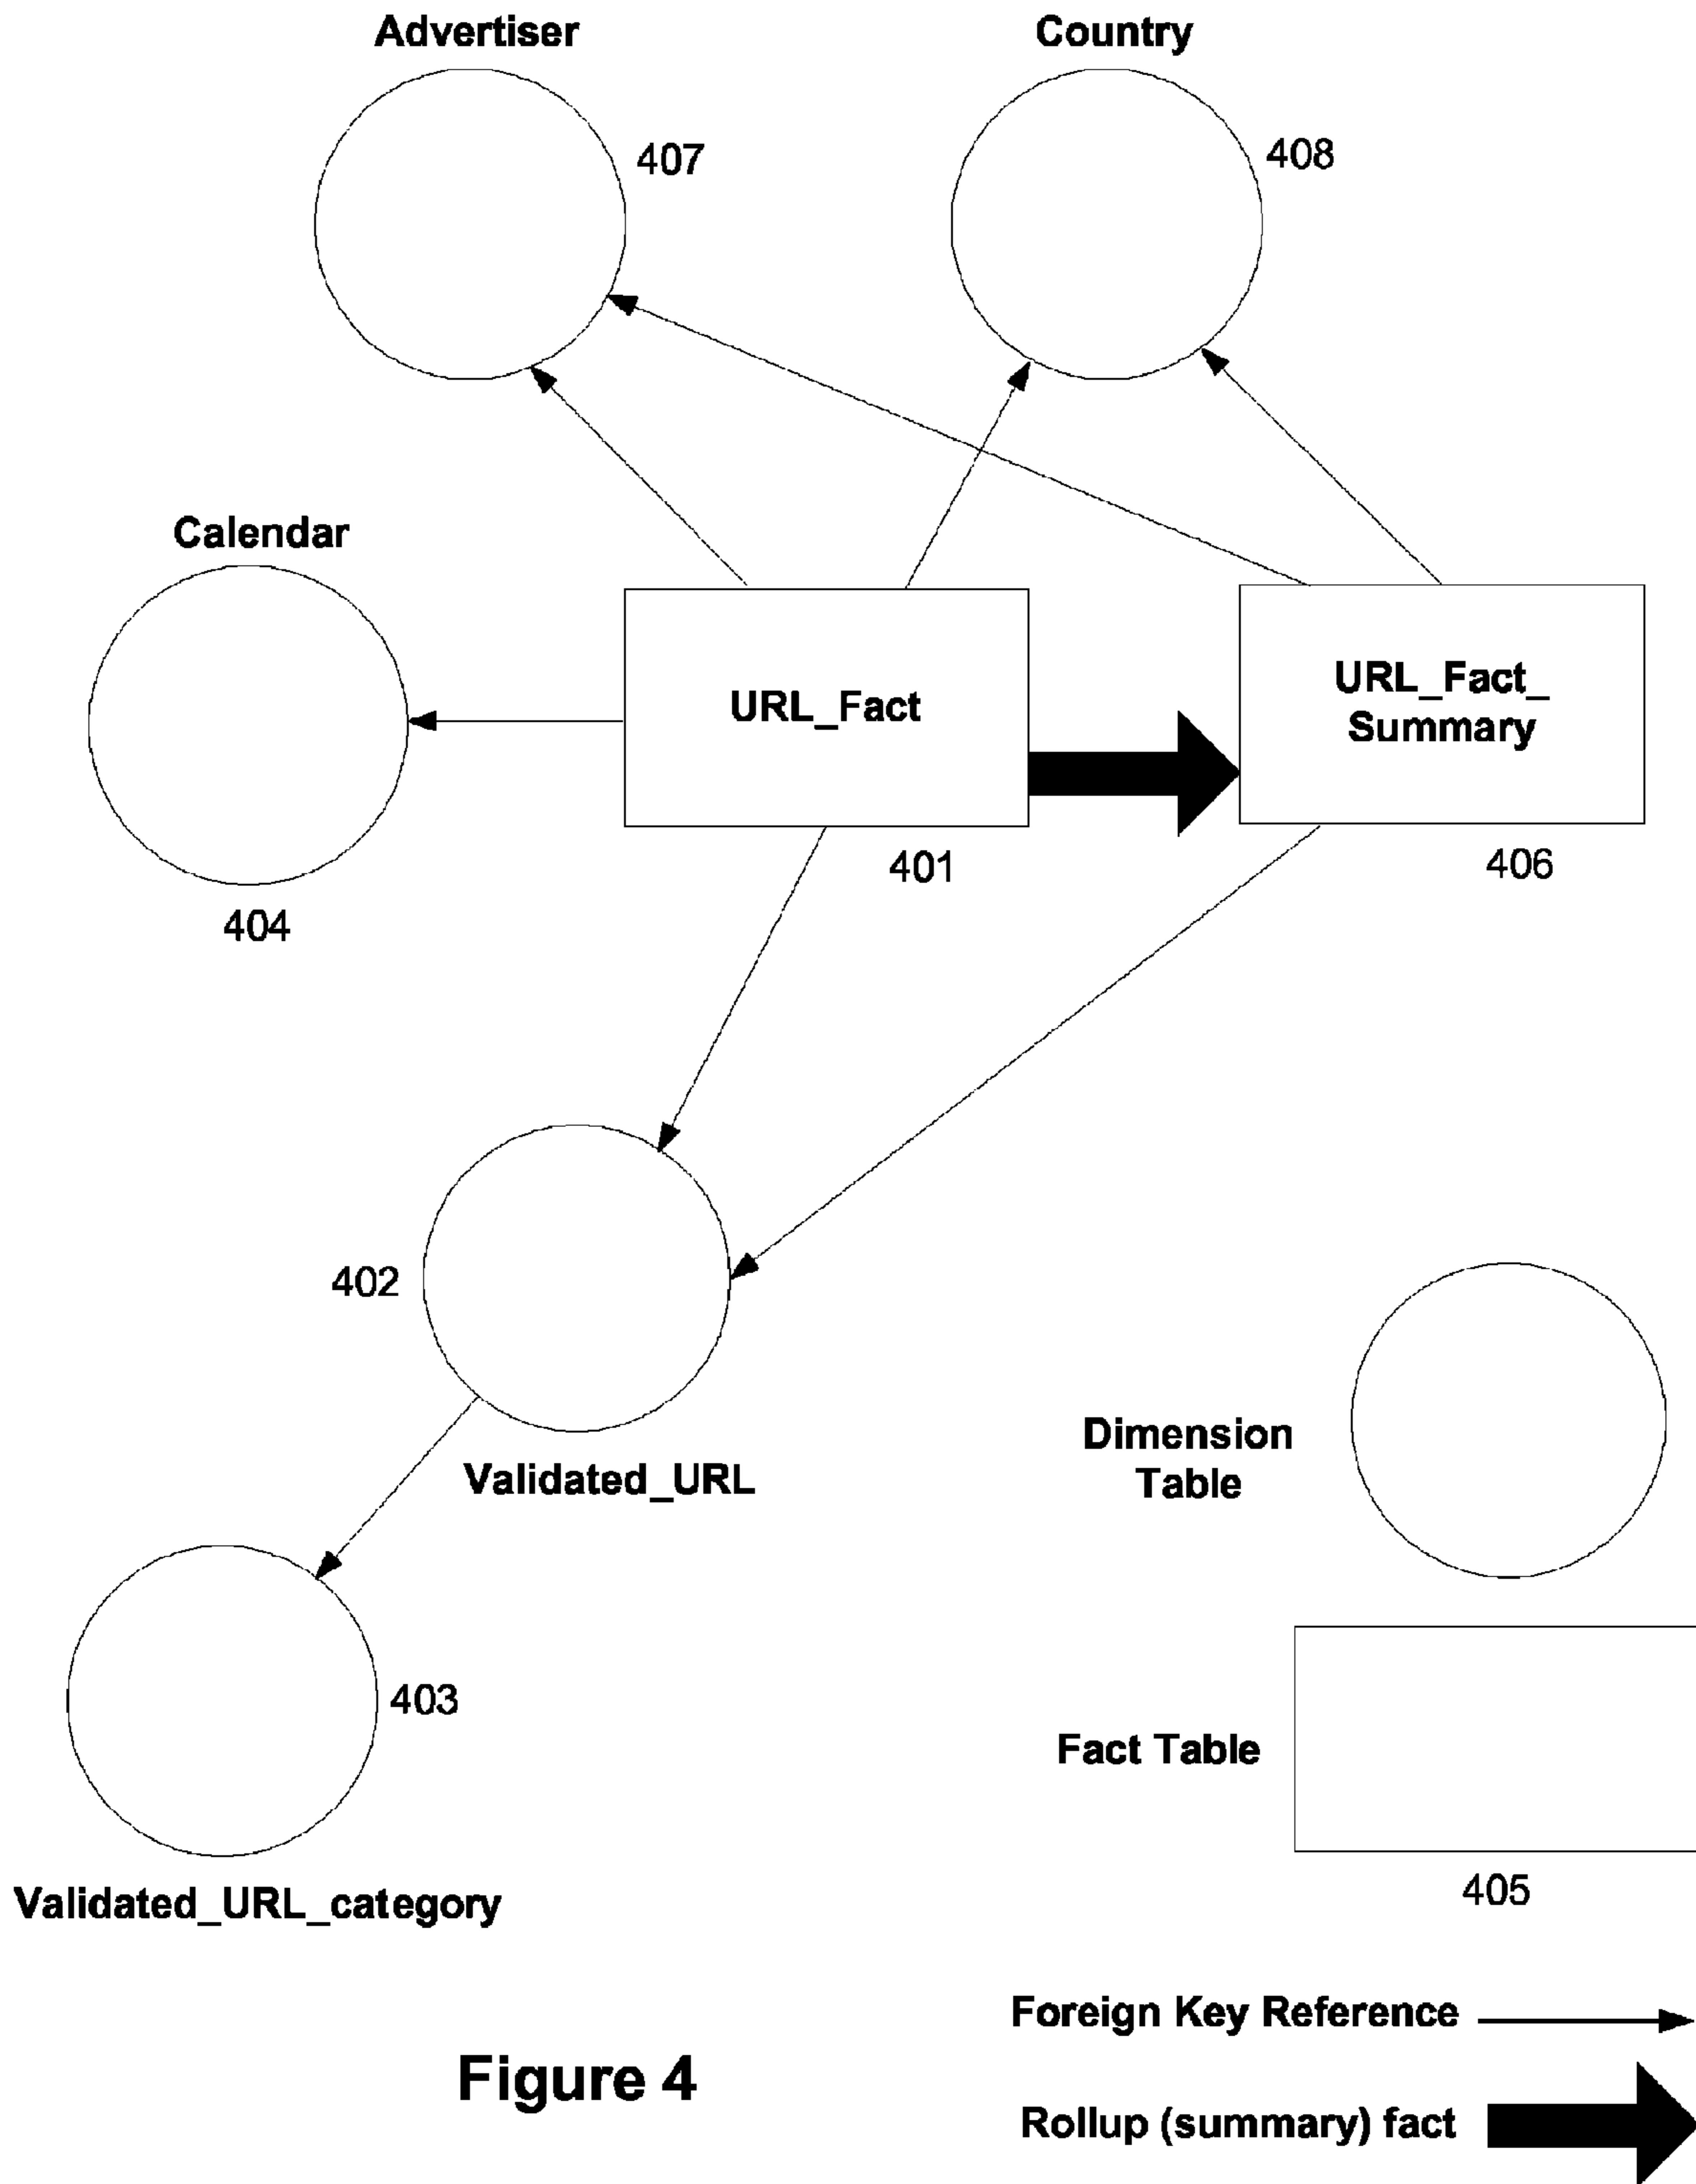 Advertiser
Country
407
408
Calendar
URL_Fact
URL_Fact_
Summary
401
406
404
402
Validated_URL
Dimension
Table
403
Fact Table
Validated_URL_category
405
Foreign Key Reference
Figure 4
Rollup (summary) fact